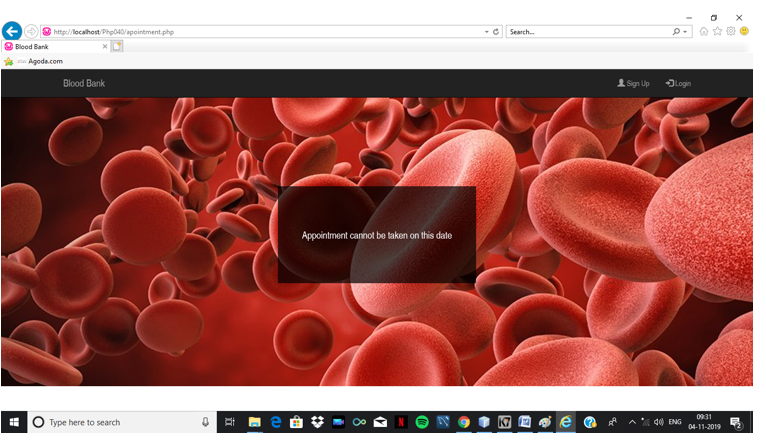 http://localhost/Php040/apointment.php
Search...
Blood Bank
Agoda.com
Blood Bank
Sign Up
Login
Appointment cannot be taken on this date
Type here to search
ENG
09:31
04-11-2019